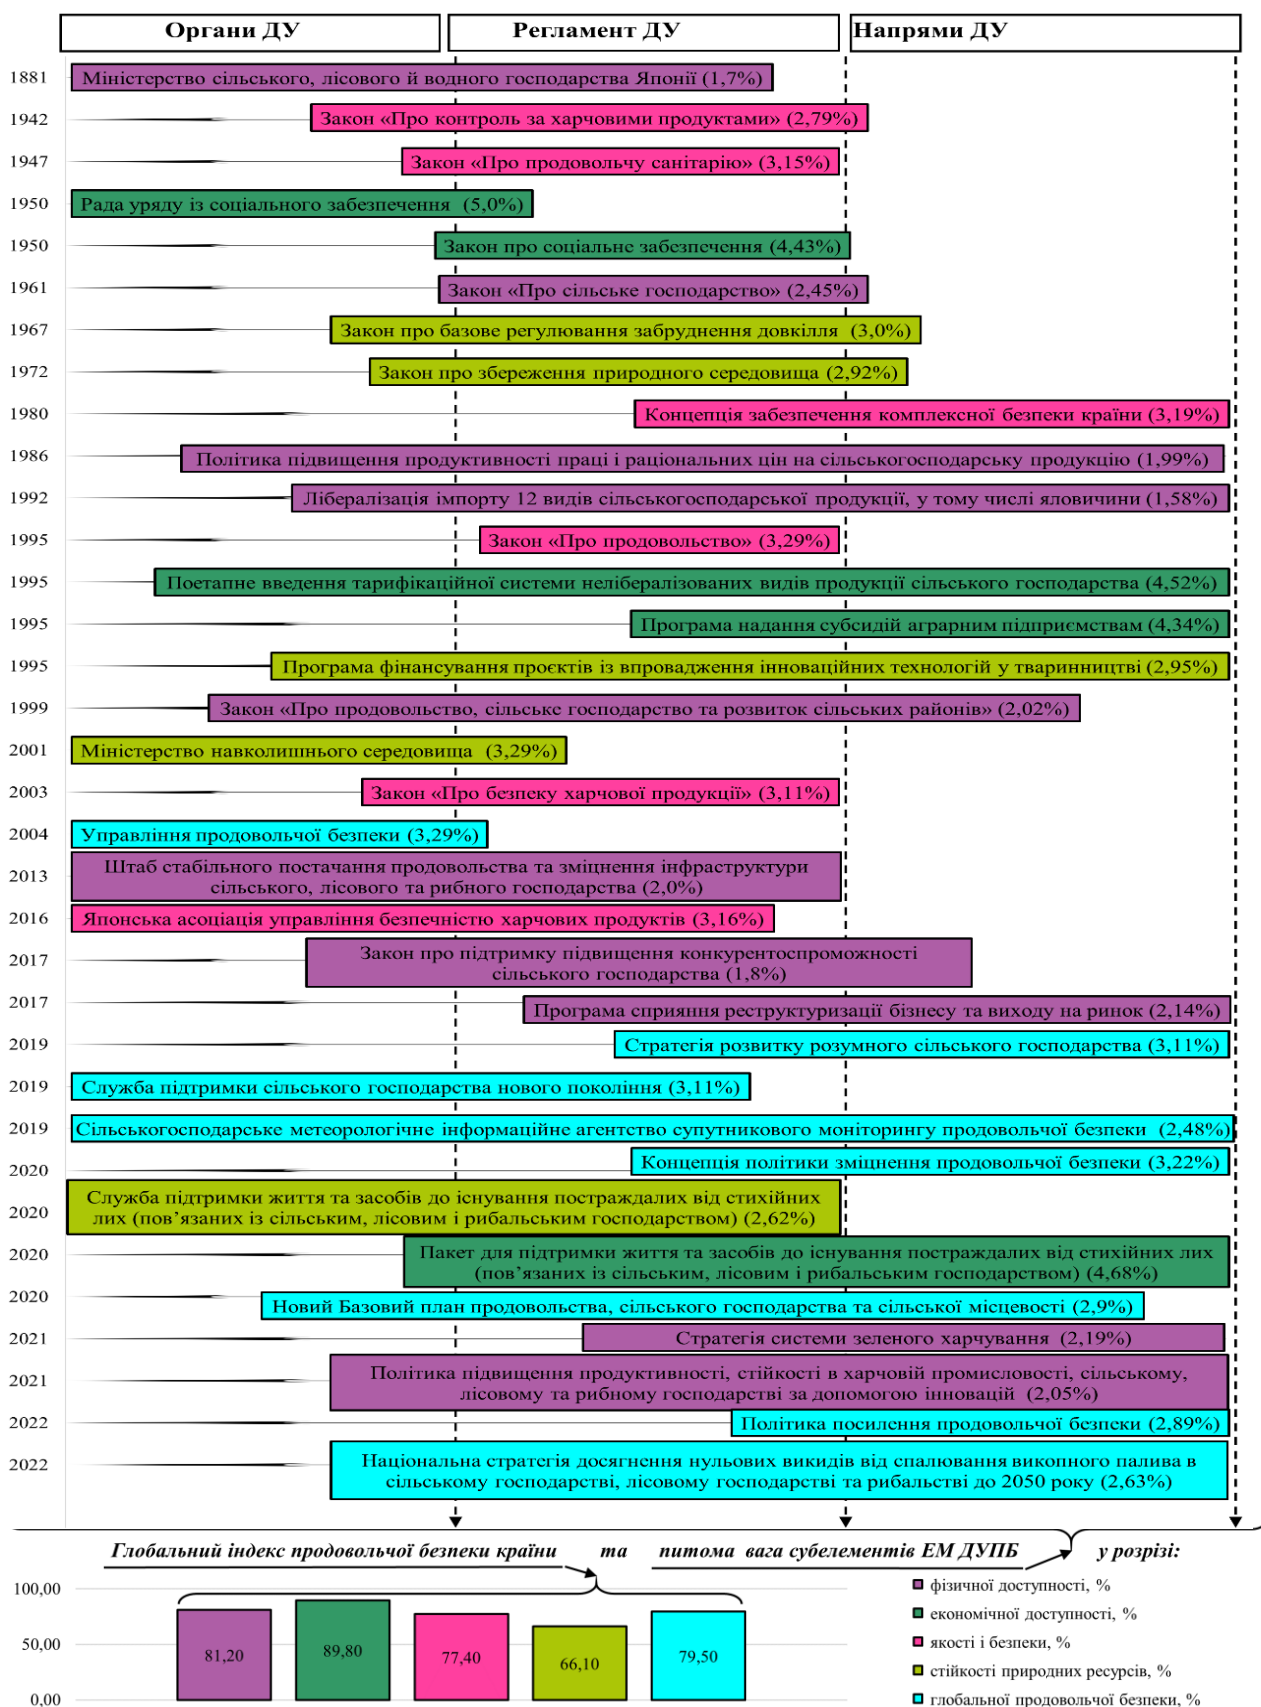 Органи ДУ
Регламент ДУ
Напрями ДУ
1881
Міністерство сільського, лісового й водного господарства Японії (1,7%)
1942
Закон «Про контроль за харчовими продуктами» (2,79%)
1947
Закон «Про продовольчу санітарію» (3,15%)
1950
Рада уряду із соціального забезпечення (5,0%)
1950
Закон про соціальне забезпечення (4,43%)
1961
Закон «Про сільське господарство» (2,45%)
1967
Закон про базове регулювання забруднення довкілля (3,0%)
1972
Закон про збереження природного середовища (2,92%)
1980
Концепція забезпечення комплексної безпеки країни (3,19%)
1986
Політика підвищення продуктивності праці і раціональних цін на сільськогосподарську продукцію (1,99%)
1992
Лібералізація імпорту 12 видів сільськогосподарської продукції, у тому числі яловичини (1,58%)
1995
Закон «Про продовольство» (3,29%)
1995
Поетапне введення тарифікаційної системи нелібералізованих видів продукції сільського господарства (4,52%)
1995
Програма надання субсидій аграрним підприємствам (4,34%)
1995
Програма фінансування проєктів із впровадження інноваційних технологій у тваринництві (2,95%)
1999
Закон «Про продовольство, сільське господарство та розвиток сільських районів» (2,02%)
2001
Міністерство навколишнього середовища (3,29%)
2003
Закон «Про безпеку харчової продукції» (3,11%)
2004
Управління продовольчої безпеки (3,29%)
2013
Штаб стабільного постачання продовольства та зміцнення інфраструктури
сільського, лісового та рибного господарства (2,0%)
2016
Японська асоціація управління безпечністю харчових продуктів (3,16%)
2017
Закон про підтримку підвищення конкурентоспроможності
сільського господарства (1,8%)
2017
Програма сприяння реструктуризації бізнесу та виходу на ринок (2,14%)
2019
Стратегія розвитку розумного сільського господарства (3,11%)
2019
Служба підтримки сільського господарства нового покоління (3,11%)
2019
Сільськогосподарське метеорологічне інформаційне агентство супутникового моніторингу продовольчої безпеки (2,48%)
2020
Концепція політики зміцнення продовольчої безпеки (3,22%)
2020
Служба підтримки життя та засобів до існування постраждалих від стихійних
лих (пов’язаних із сільським, лісовим і рибальським господарством) (2,62%)
2020
Пакет для підтримки життя та засобів до існування постраждалих від стихійних лих
(пов’язаних із сільським, лісовим і рибальським господарством) (4,68%)
2020
Новий Базовий план продовольства, сільського господарства та сільської місцевості (2,9%)
2021
Стратегія системи зеленого харчування (2,19%)
2021
Політика підвищення продуктивності, стійкості в харчовій промисловості, сільському,
лісовому та рибному господарстві за допомогою інновацій (2,05%)
2022
Політика посилення продовольчої безпеки (2,89%)
2022
Національна стратегія досягнення нульових викидів від спалювання викопного палива в
сільському господарстві, лісовому господарстві та рибальстві до 2050 року (2,63%)
Глобальний індекс продовольчої безпеки країни та питома вага субелементів ЕМ ДУПБ у розрізі:
100,00
50,00
0,00
81,20
89,80
77,40
66,10
79,50
фізичної доступності, %
економічної доступності, %
якості і безпеки, %
стійкості природних ресурсів, %
глобальної продовольчої безпеки, %